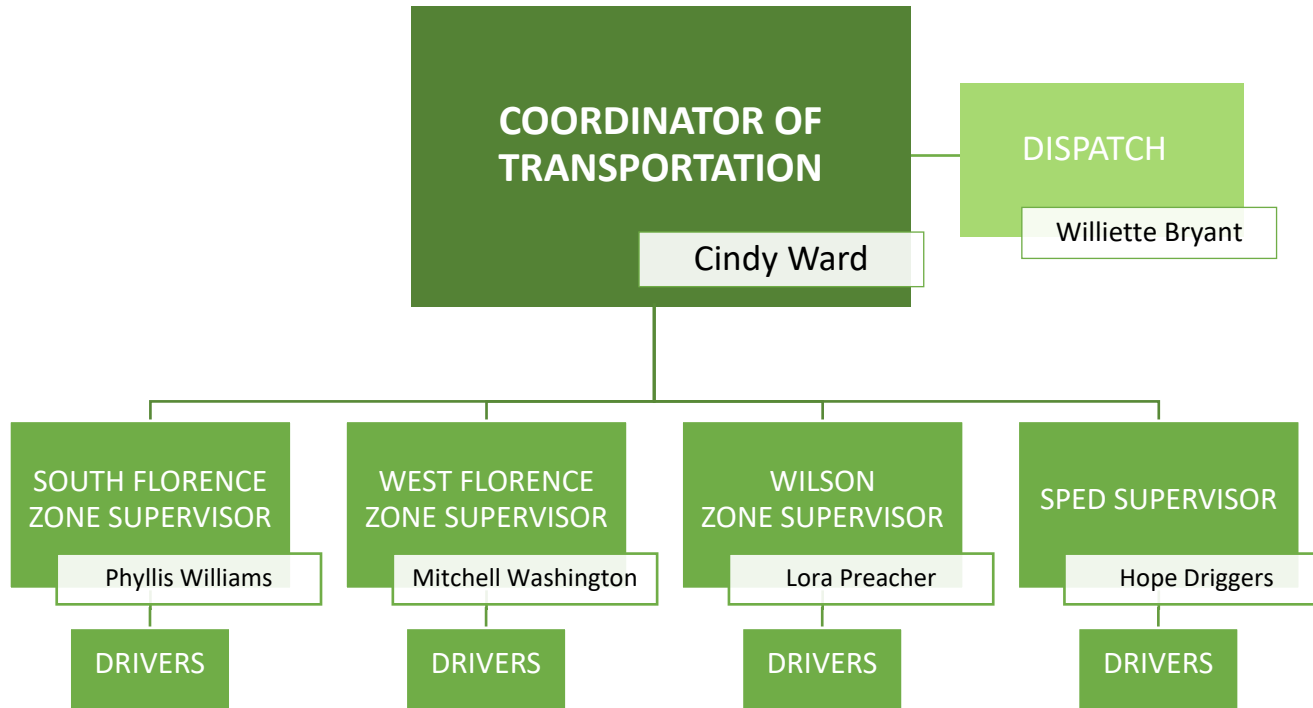 COORDINATOR OF
TRANSPORTATION
Cindy Ward
DISPATCH
Williette Bryant
SOUTH FLORENCE
ZONE SUPERVISOR
Phyllis Williams
WEST FLORENCE
ZONE SUPERVISOR
Mitchell Washington
WILSON
ZONE SUPERVISOR
Lora Preacher
SPED SUPERVISOR
Hope Driggers
DRIVERS
DRIVERS
DRIVERS
DRIVERS